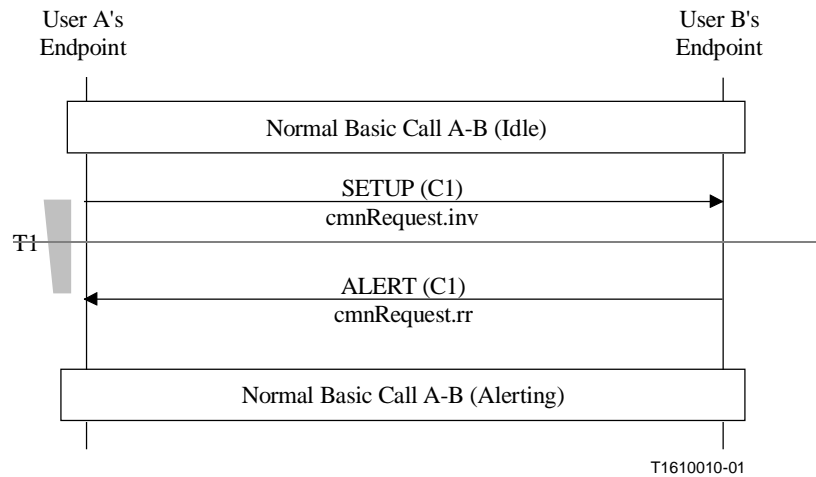 User A's
Endpoint
User B's
Endpoint
Normal Basic Call A-B (Idle)
SETUP (C1)
cmnRequest.inv
T1
ALERT (C1)
cmnRequest.rr
Normal Basic Call A-B (Alerting)
T1610010-01